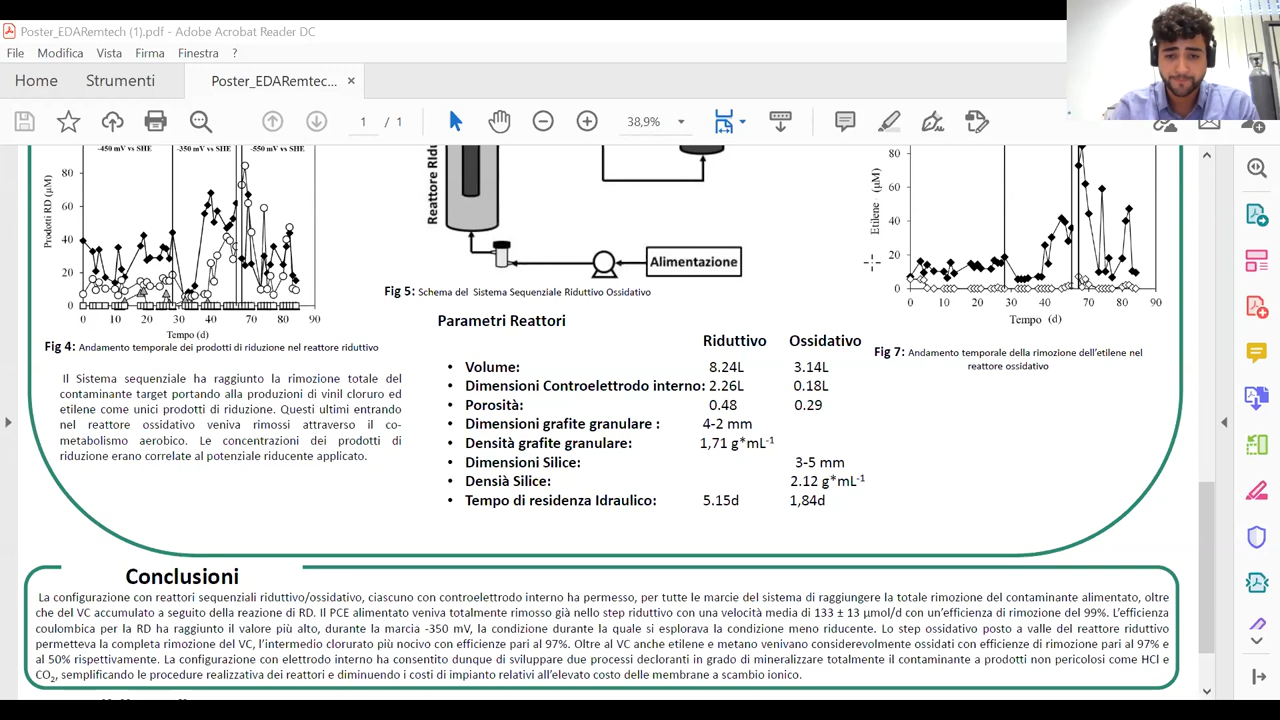 Poster_EDARemtech (1).pdf - Adobe Acrobat Reader DC
File Modifica Vista Firma Finestra ?
Home Strumenti Poster_EDARemtec... ×
1 / 1 38,9%
-450 mV vs SHE -350 mV vs SHE -550 mV vs SHE
Prodotti RD (µM)
80
60
40
20
0
0 10 20 30 40 70 80 90
Tempo (d)
Fig 4: Andamento temporale dei prodotti di riduzione nel reattore riduttivo
Il Sistema sequenziale ha raggiunto la rimozione totale del
contaminante target portando alla produzioni di vinil cloruro ed
etilene come unici prodotti di riduzione. Questi ultimi entrando
nel reattore ossidativo veniva rimossi attraverso il co-
metabolismo aerobico. Le concentrazioni dei prodotti di
riduzione erano correlate al potenziale riducente applicato.
Reattore Ridu
Alimentazione
Fig 5: Schema del Sistema Sequenziale Riduttivo Ossidativo
Parametri Reattori
Riduttivo Ossidativo
• Volume: 8.24L 3.14L
• Dimensioni Controelettrodo interno: 2.26L 0.18L
• Porosità: 0.48 0.29
• Dimensioni grafite granulare : 4-2 mm
• Densità grafite granulare: 1,71 g*mL-1
• Dimensioni Silice: 3-5 mm
• Densià Silice: 2.12 g*mL-1
• Tempo di residenza Idraulico: 5.15d 1,84d
Etilene (µM)
80
60
40
20
0
0 10 20 30 40 70 80 90
Tempo (d)
Fig 7: Andamento temporale della rimozione dell'etilene nel
reattore ossidativo
Conclusioni
La configurazione con reattori sequenziali riduttivo/ossidativo, ciascuno con controelettrodo interno ha permesso, per tutte le marcie del sistema di raggiungere la totale rimozione del contaminante alimentato, oltre
che del VC accumulato a seguito della reazione di RD. Il PCE alimentato veniva totalmente rimosso già nello step riduttivo con una velocità media di 133 ± 13 µmol/d con un'efficienza di rimozione del 99%. L'efficienza
coulombica per la RD ha raggiunto il valore più alto, durante la marcia -350 mV, la condizione durante la quale si esplorava la condizione meno riducente. Lo step ossidativo posto a valle del reattore riduttivo
permetteva la completa rimozione del VC, l'intermedio clorurato più nocivo con efficienze pari al 97%. Oltre al VC anche etilene e metano venivano considerevolmente ossidati con efficienze di rimozione pari al 97% e
al 50% rispettivamente. La configurazione con eletrodo interno ha consentito dunque di sviluppare due processi decloranti in grado di mineralizzare totalmente il contaminante a prodotti non pericolosi come HCl e
CO2, semplificando le procedure realizzativa dei reattori e diminuendo i costi di impianto relativi all'elevato costo delle membrane a scambio ionico.